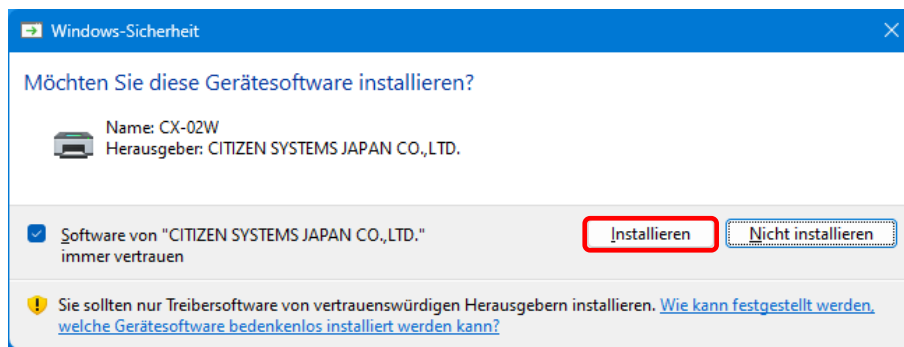 Windows-Sicherheit
Möchten Sie diese Gerätesoftware installieren?
Name: CX-02W
Herausgeber: CITIZEN SYSTEMS JAPAN CO.,LTD.
Software von "CITIZEN SYSTEMS JAPAN CO.,LTD."
immer vertrauen
Installieren
Nicht installieren
Sie sollten nur Treibersoftware von vertrauenswürdigen Herausgebern installieren. Wie kann festgestellt werden,
welche Gerätesoftware bedenkenlos installiert werden kann?